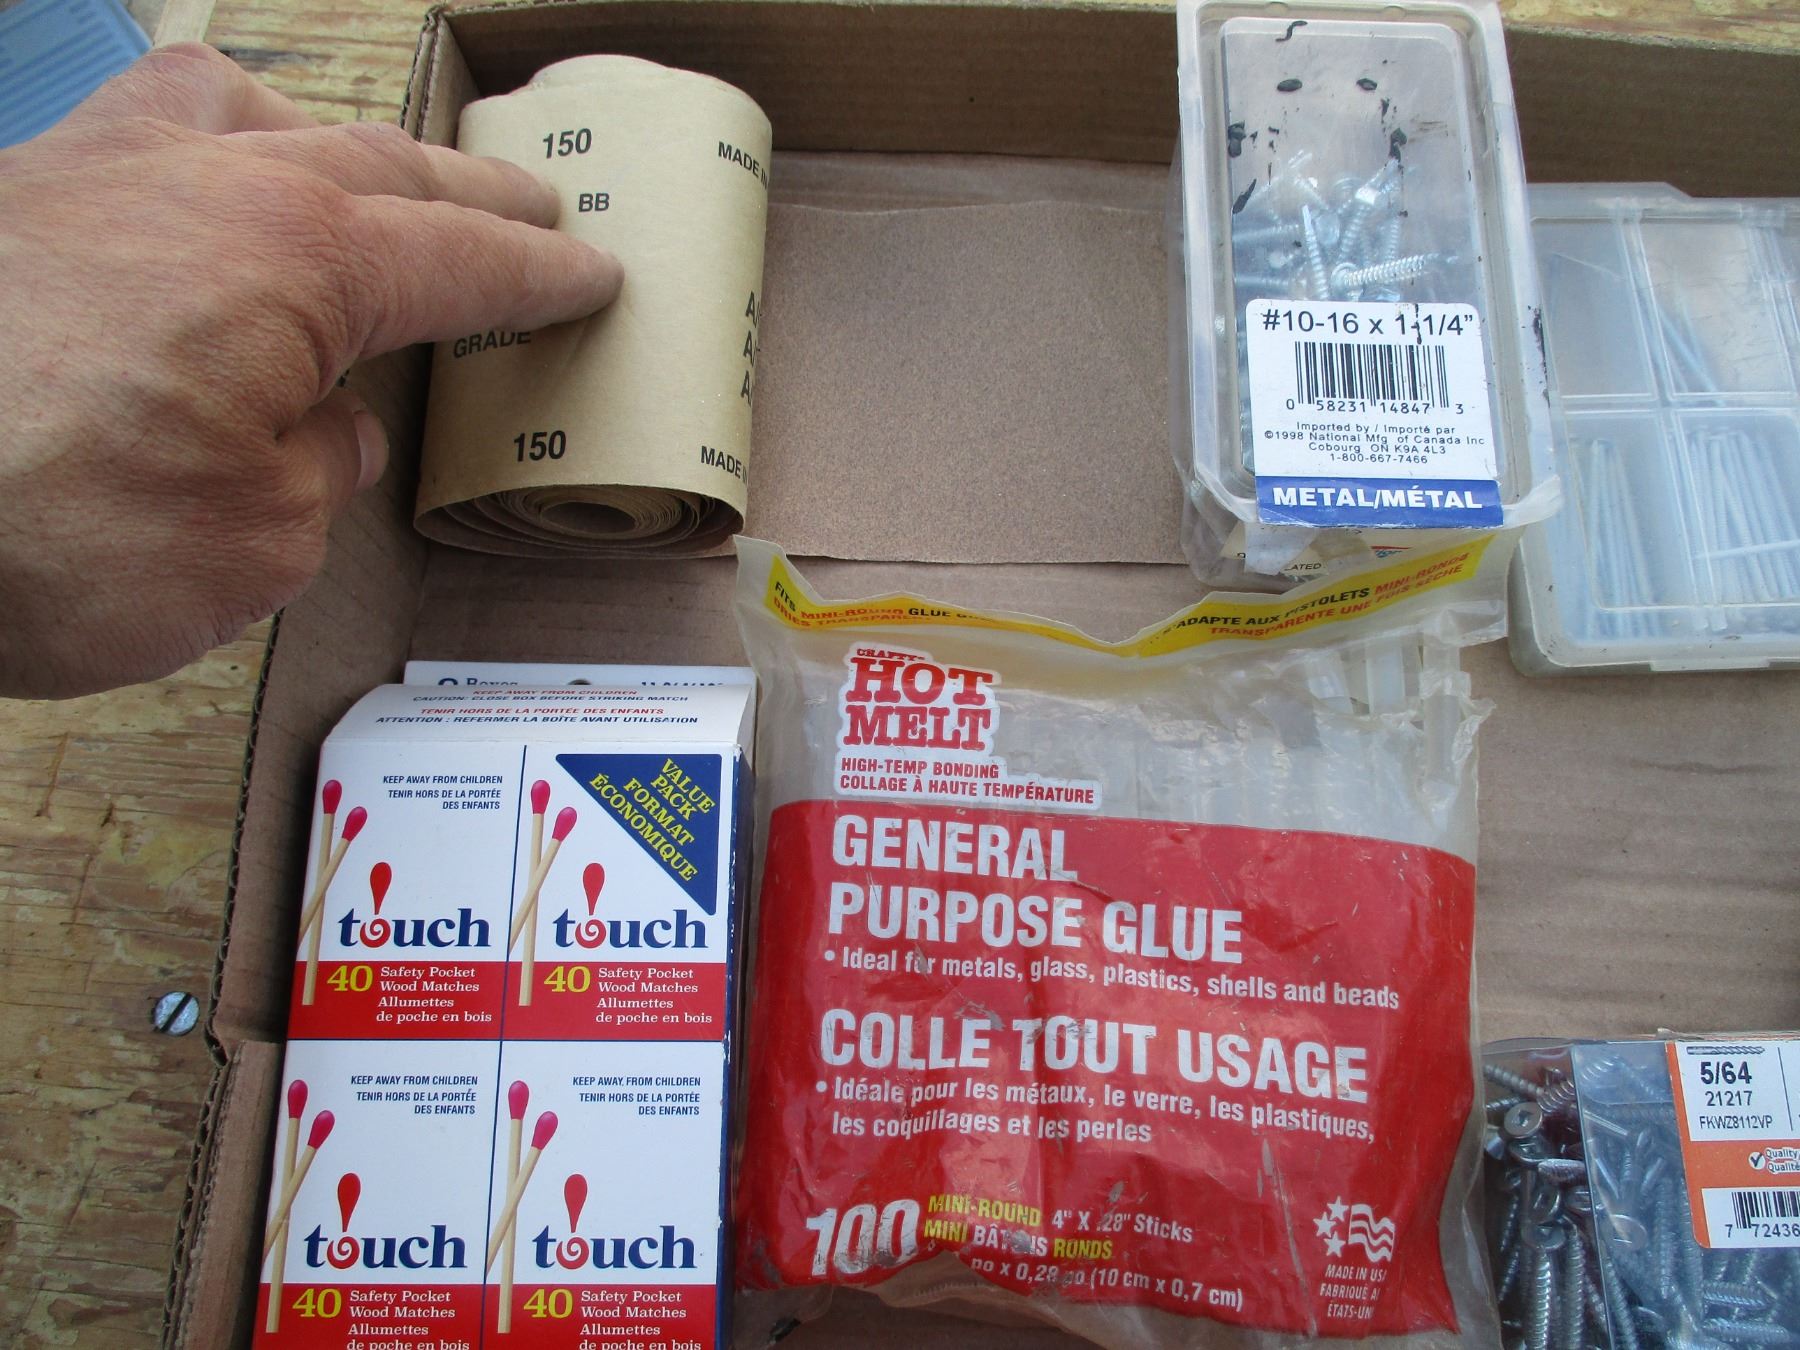 150
BB
MADE IN
GRADE
150
MADE
#10-16 x 1-1/4"
0 58231 14847 3
Imported by / Importé par
©1998 National Mfg of Canada Inc
Cobourg ON K9A 4L3
1-800-667-7466
METAL/MÉTAL
FITS MINI-ROUND GLUE
S'ADAPTE AUX PISTOLETS MINI-RONDS
TRANSPARENTE UNE FOIS SÈCHE
CRAFTY
HOT
MELT
HIGH-TEMP BONDING
COLLAGE À HAUTE TEMPÉRATURE
GENERAL
PURPOSE GLUE
• Ideal for metals, glass, plastics, shells and beads
COLLE TOUT USAGE
• Idéale pour les métaux, le verre, les plastiques,
les coquillages et les perles
100 MINI-ROUND 4" X .28" Sticks
MINI BÂTONS RONDS
po x 0,28 po (10 cm x 0,7 cm)
MADE IN USA
FABRIQUÉ
ÉTATS-UN
KEEP AWAY FROM CHILDREN
CAUTION: CLOSE BOX BEFORE STRIKING MATCH
TENIR HORS DE LA PORTÉE DES ENFANTS
ATTENTION : REFERMER LA BOÎTE AVANT UTILISATION
KEEP AWAY FROM CHILDREN
TENIR HORS DE LA PORTÉE
DES ENFANTS
touch
40 Safety Pocket
Wood Matches
Allumettes
de poche en bois
VALUE
PACK
FORMAT
ÉCONOMIQUE
touch
40 Safety Pocket
Wood Matches
Allumettes
de poche en bois
KEEP AWAY FROM CHILDREN
TENIR HORS DE LA PORTÉE
DES ENFANTS
touch
40 Safety Pocket
Wood Matches
Allumettes
de poche en bois
KEEP AWAY FROM CHILDREN
TENIR HORS DE LA PORTÉE
DES ENFANTS
touch
40 Safety Pocket
Wood Matches
Allumettes
de poche en bois
5/64
21217
FKWZ8112VP
Quality
Qualité
7 72436